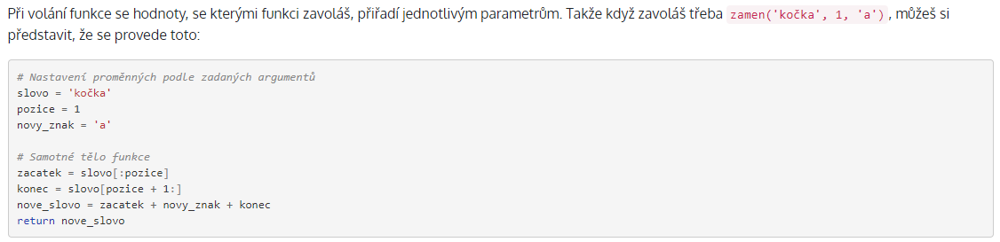 Při volání funkce se hodnoty, se kterými funkci zavoláš, přiřadí jednotlivým parametrům. Takže když zavoláš třeba zamen('kočka', 1, 'a'), můžeš si
představit, že se provede toto:
# Nastavení proměnných podle zadaných argumentů
slovo = 'kočka'
pozice = 1
novy_znak = 'a'
# Samotné tělo funkce
zacatek = slovo[:pozice]
konec = slovo[pozice + 1:]
nove_slovo = zacatek + novy_znak + konec
return nove_slovo